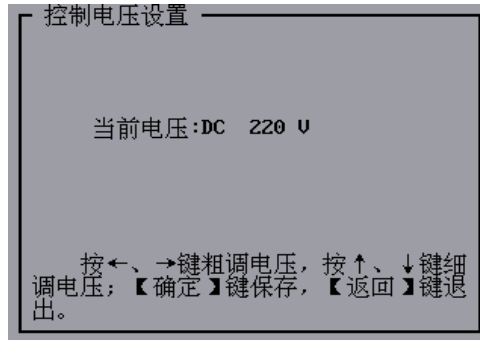 控制电压设置
当前电压:DC 220 V
按←、→键粗调电压，按↑、↓键细
调电压；【确定】键保存，【返回】键退
出。